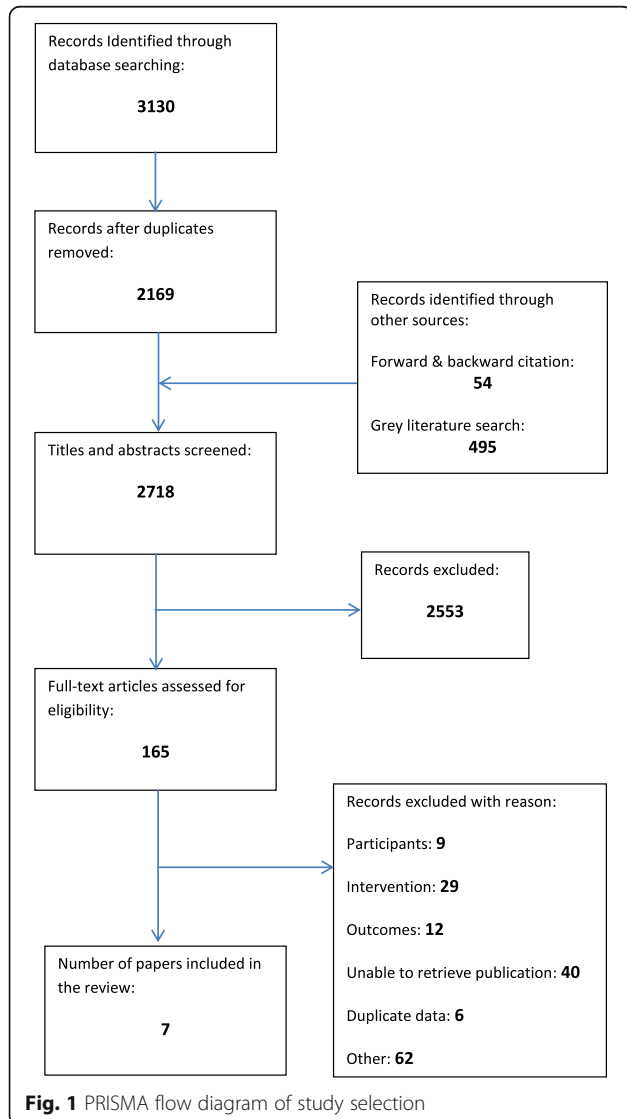 Records Identified through
database searching:
3130
Records after duplicates
removed:
2169
Records identified through
other sources:
Forward & backward citation:
54
Grey literature search:
495
Titles and abstracts screened:
2718
Records excluded:
2553
Full-text articles assessed for
eligibility:
165
Records excluded with reason:
Participants: 9
Intervention: 29
Outcomes: 12
Unable to retrieve publication: 40
Duplicate data: 6
Other: 62
Number of papers included in
the review:
7
Fig. 1 PRISMA flow diagram of study selection